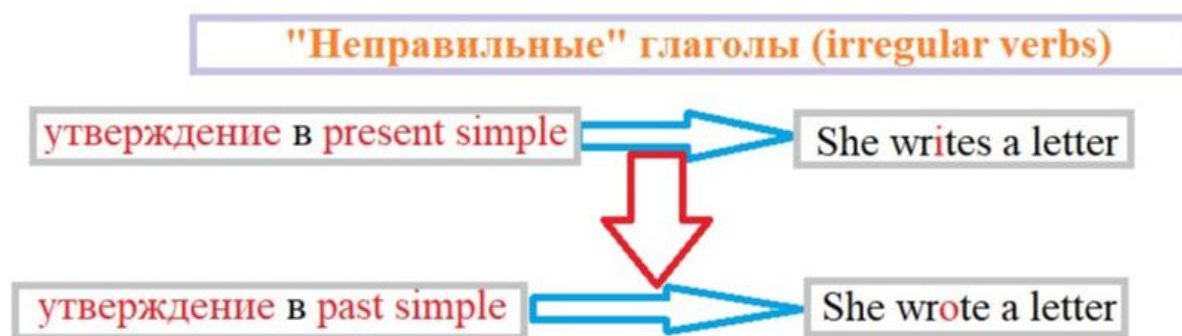 "Неправильные" глаголы (irregular verbs)
утверждение в present simple
She writes a letter
утверждение в past simple
She wrote a letter